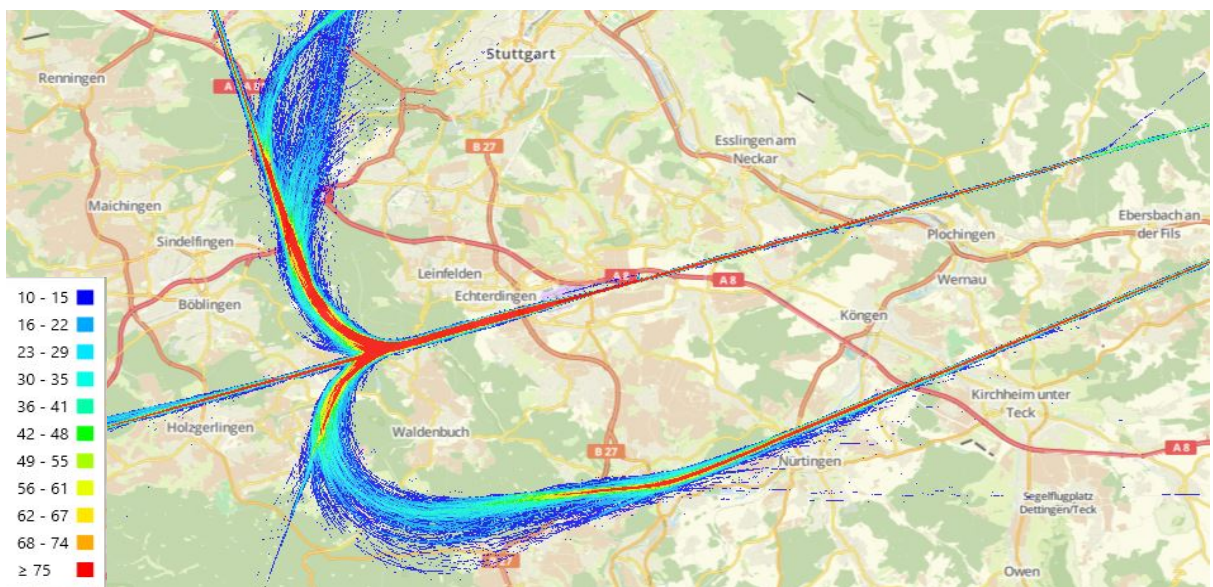 Stuttgart
Renningen
A 8
B 27
Esslingen am
Neckar
Maichingen
Sindelfingen
Leinfelden
Plochingen
Ebersbach an
der Fils
Wernau
Böblingen
Echterdingen
A 8
A 8
Köngen
Holzgerlingen
Waldenbuch
Kirchheim unter
Teck
B 27
Nürtingen
A 8
Segelflugplatz
Dettingen/Teck
Owen
10 - 15
16 - 22
23 - 29
30 - 35
36 - 41
42 - 48
49 - 55
56 - 61
62 - 67
68 - 74
≥ 75